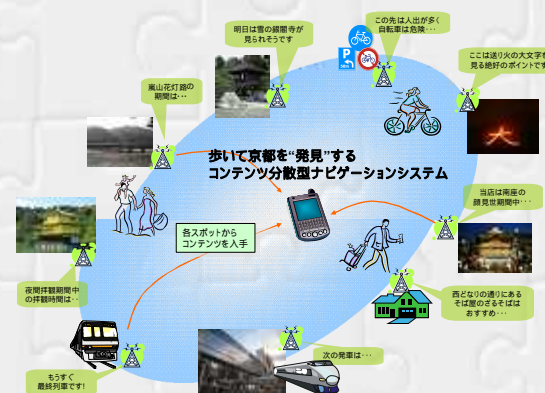 明日は雪の銀閣寺が
見られそうです
この先は人出が多く
自転車は危険・・・
ここは送り火の大文字を
見る絶好のポイントです
嵐山花灯路の
期間は・・・
歩いて京都を“発見”する
コンテンツ分散型ナビゲーションシステム
当店は南座の
顔見世期間中・・・
各スポットから
コンテンツを入手
夜間拝観期間中
の拝観時間は・・
西どなりの通りにある
そば屋のざるそばは
おすすめ・・・
次の発車は・・・
もうすぐ
最終列車です!
P